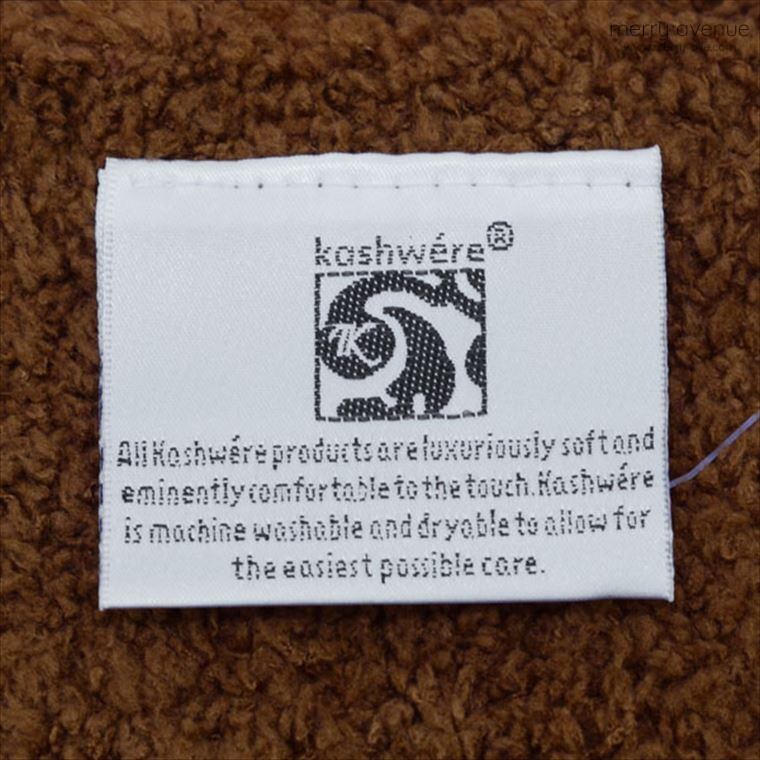 merry avenue
kashwére®
K
All Kashwére products are luxuriously soft and
eminently comfortable to the touch. Kashwére
is machine washable and dryable to allow for
the easiest possible care.